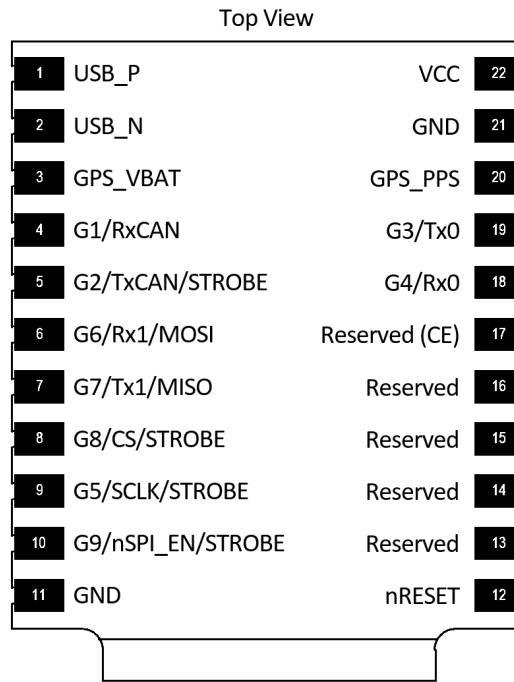 Top View
1 USB_P VCC 22
2 USB_N GND 21
3 GPS_VBAT GPS_PPS 20
4 G1/RxCAN G3/Tx0 19
5 G2/TxCAN/STROBE G4/Rx0 18
6 G6/Rx1/MOSI Reserved (CE) 17
7 G7/Tx1/MISO Reserved 16
8 G8/CS/STROBE Reserved 15
9 G5/SCLK/STROBE Reserved 14
10 G9/nSPI_EN/STROBE Reserved 13
11 GND nRESET 12